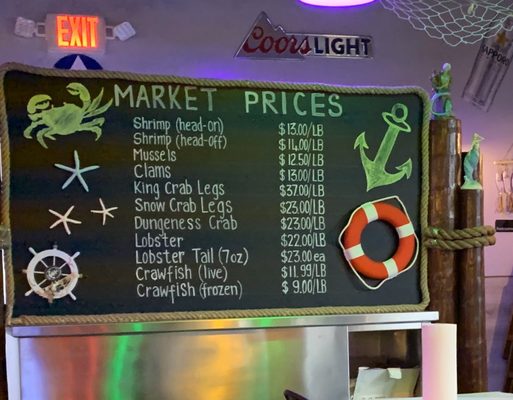 EXIT
Coors LIGHT
SAPPORO
MARKET PRICES
Shrimp (head-on) $13.00/LB
Shrimp (head-off) $14.00/LB
Mussels $12.50/LB
Clams $13.00/LB
King Crab Legs $37.00/LB
Snow Crab Legs $23.00/LB
Dungeness Crab $23.00/LB
Lobster $22.00/LB
Lobster Tail (7oz) $23.00 ea
Crawfish (live) $11.99/LB
Crawfish (frozen) $9.00/LB